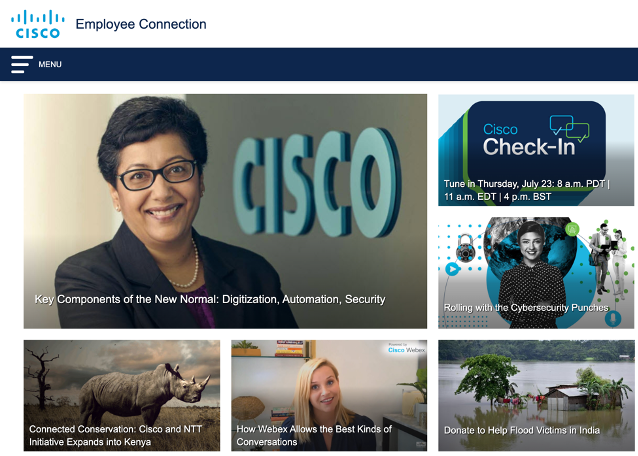 CISCO
Employee Connection
MENU
CISCO
Key Components of the New Normal: Digitization, Automation, Security
Cisco
Check-In
Tune in Thursday, July 23: 8 a.m. PDT |
11 a.m. EDT | 4 p.m. BST
Rolling with the Cybersecurity Punches
Connected Conservation: Cisco and NTT
Initiative Expands into Kenya
Powered by
Cisco Webex
How Webex Allows the Best Kinds of
Conversations
Donate to Help Flood Victims in India